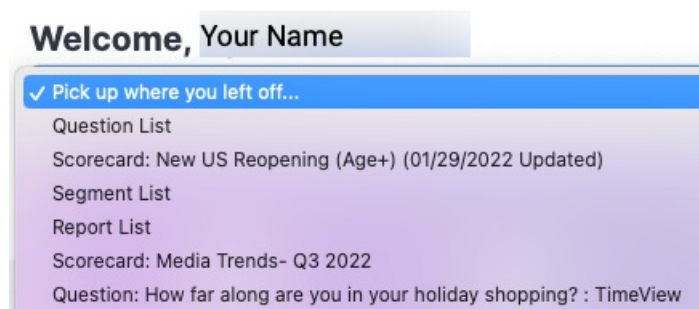 Welcome, Your Name
✓ Pick up where you left off...
Question List
Scorecard: New US Reopening (Age+) (01/29/2022 Updated)
Segment List
Report List
Scorecard: Media Trends- Q3 2022
Question: How far along are you in your holiday shopping? : TimeView